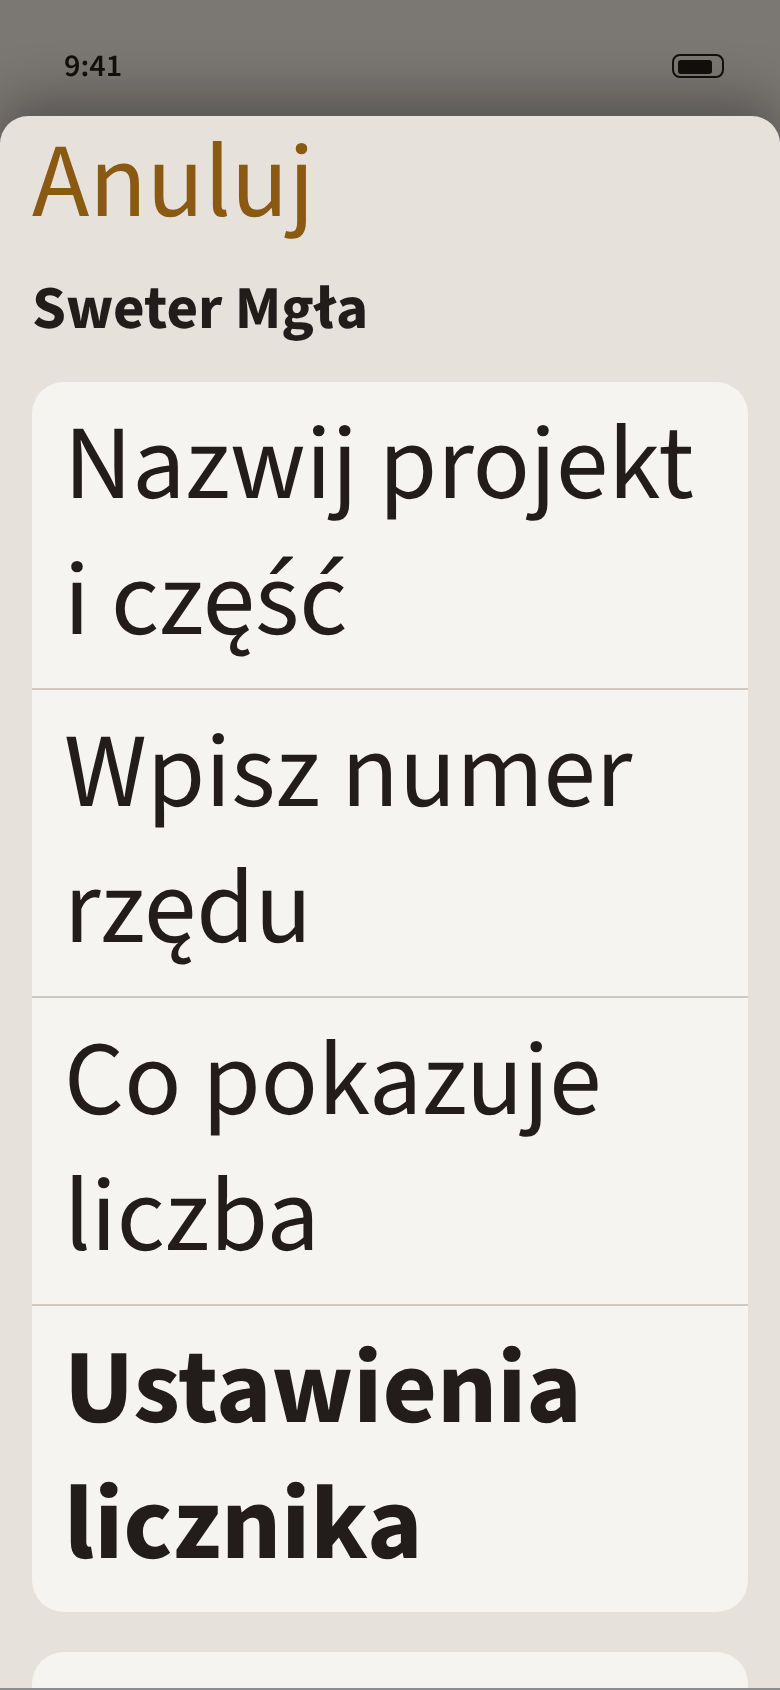 9:41
Anuluj
Sweter Mgła
Nazwij projekt
i część
Wpisz numer
rzędu
Co pokazuje
liczba
Ustawienia
licznika